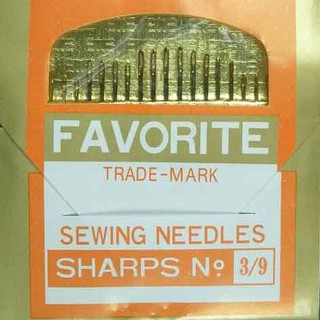 FAVORITE
TRADE-MARK
SEWING NEEDLES
SHARPS Nº 3/9